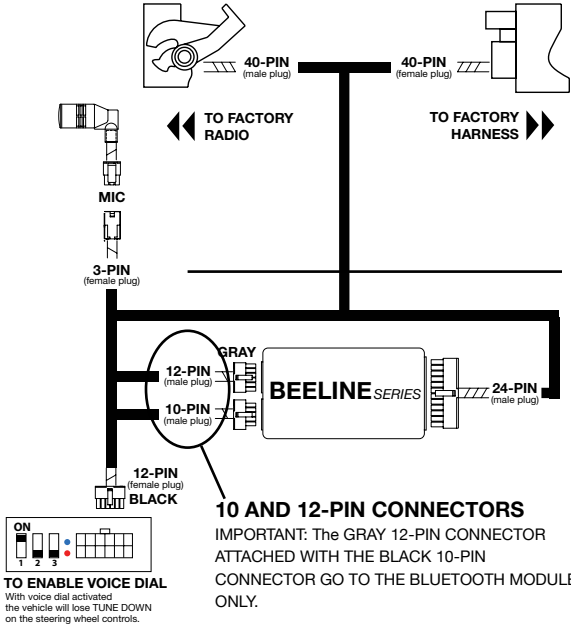 40-PIN
(male plug)
40-PIN
(female plug)
TO FACTORY
RADIO
TO FACTORY
HARNESS
MIC
3-PIN
(female plug)
GRAY
12-PIN
(male plug)
BEELINE SERIES
10-PIN
(male plug)
24-PIN
(male plug)
12-PIN
(female plug)
BLACK
10 AND 12-PIN CONNECTORS
IMPORTANT: The GRAY 12-PIN CONNECTOR
ATTACHED WITH THE BLACK 10-PIN
CONNECTOR GO TO THE BLUETOOTH MODULE
ONLY.
ON
1 2 3
TO ENABLE VOICE DIAL
With voice dial activated
the vehicle will lose TUNE DOWN
on the steering wheel controls.